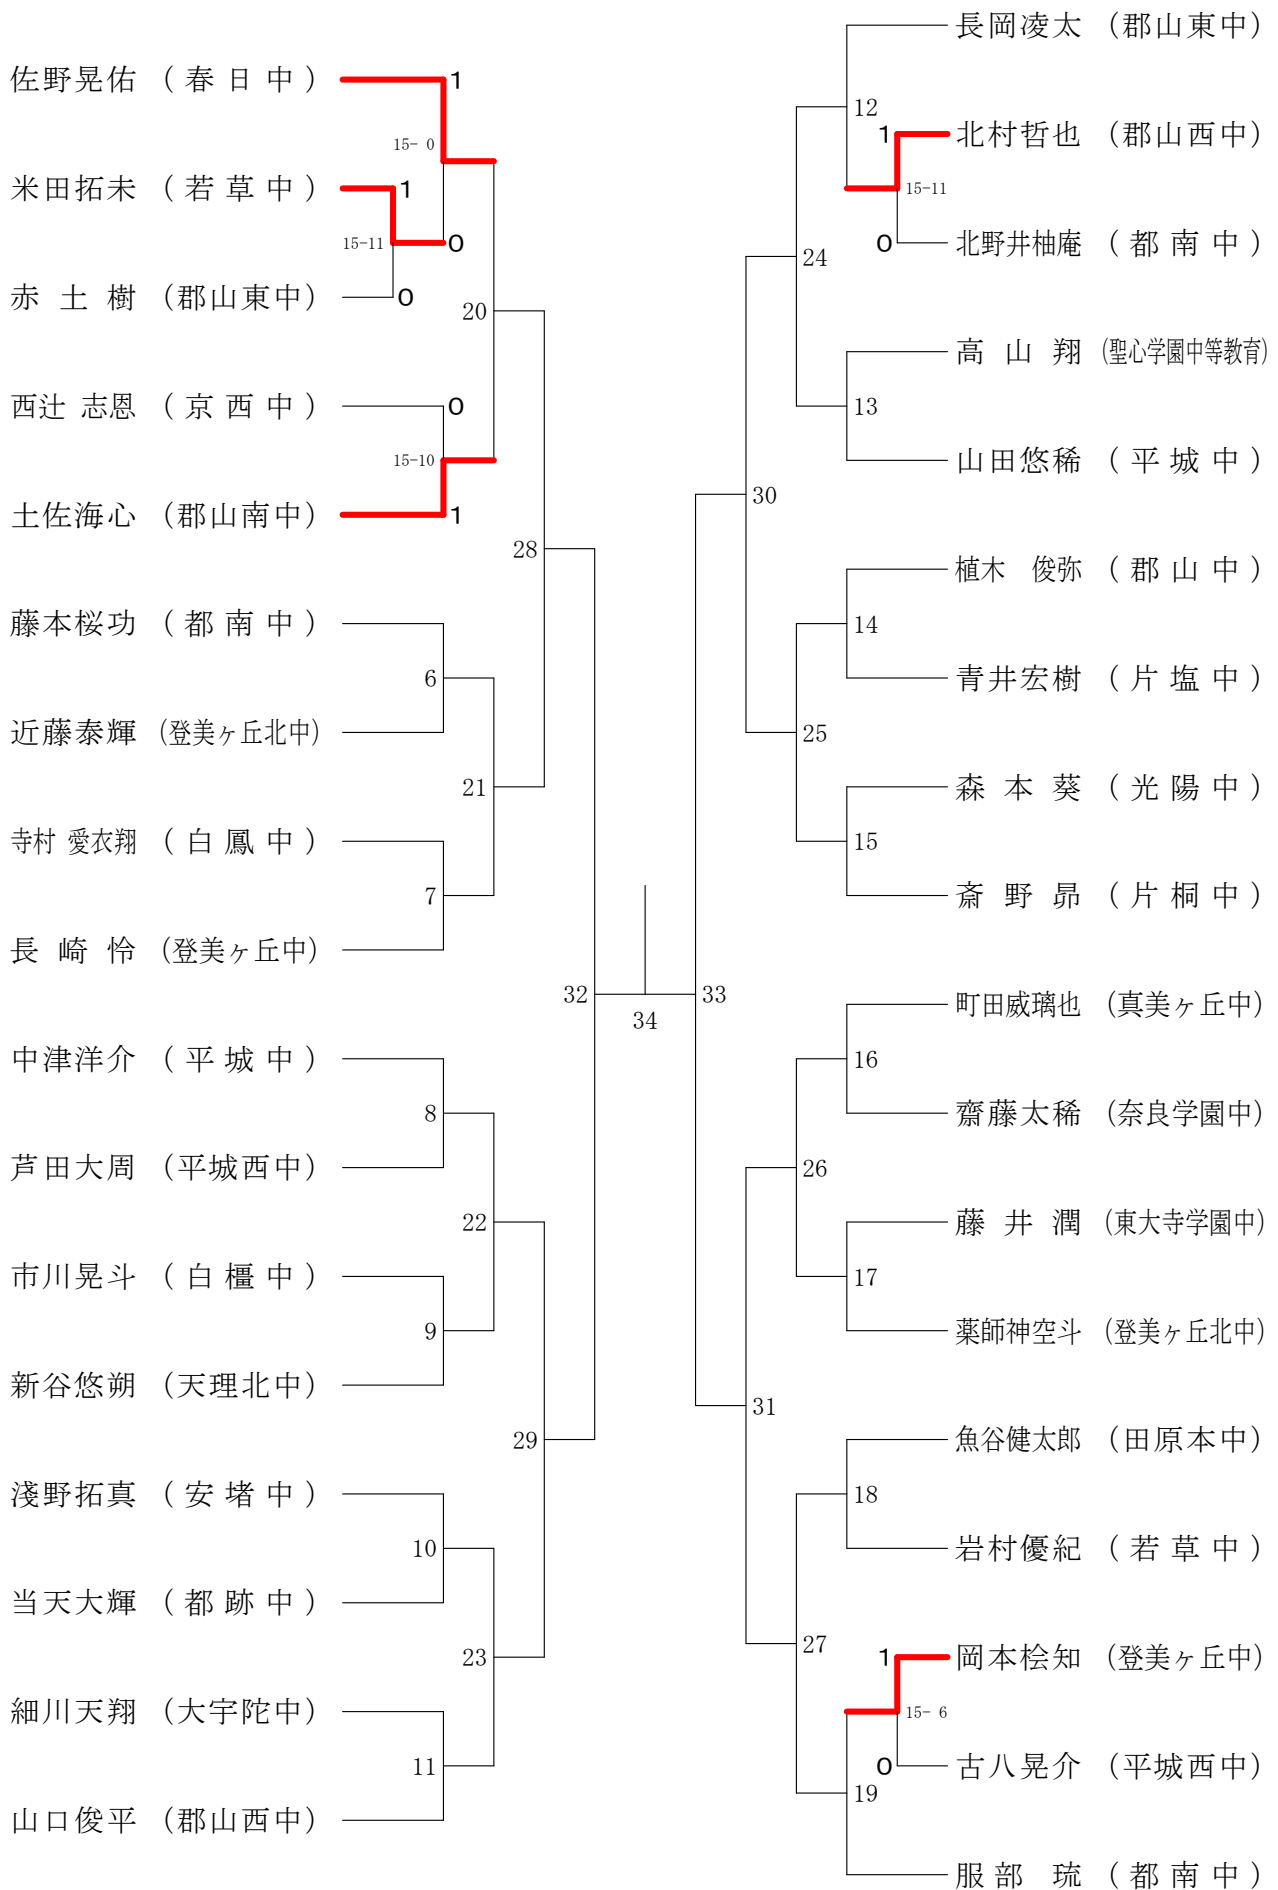 佐野晃佑 ( 春 日 中 )
1
15- 0
米田拓未 ( 若 草 中 )
1
15-11
0
赤 土 樹 (郡山東中)
0
20
西辻 志恩 ( 京 西 中 )
0
15-10
土佐海心 (郡山南中)
1
28
藤本桜功 ( 都 南 中 )
6
近藤泰輝 (登美ヶ丘北中)
21
寺村 愛衣翔 ( 白 鳳 中 )
7
長 崎 怜 (登美ヶ丘中)
32
中津洋介 ( 平 城 中 )
8
芦田大周 (平城西中)
22
市川晃斗 ( 白 橿 中 )
9
新谷悠朔 (天理北中)
29
淺野拓真 ( 安 堵 中 )
10
当天大輝 ( 都 跡 中 )
23
細川天翔 (大宇陀中)
11
山口俊平 (郡山西中)
34
長岡凌太 (郡山東中)
12
1
北村哲也 (郡山西中)
15-11
0
北野井柚庵 ( 都 南 中 )
24
高 山 翔 (聖心学園中等教育)
13
山田悠稀 ( 平 城 中 )
30
植木 俊弥 ( 郡 山 中 )
14
青井宏樹 ( 片 塩 中 )
25
森 本 葵 ( 光 陽 中 )
15
斎 野 昴 ( 片 桐 中 )
33
町田威璃也 (真美ヶ丘中)
16
齋藤太稀 (奈良学園中)
26
藤 井 潤 (東大寺学園中)
17
薬師神空斗 (登美ヶ丘北中)
31
魚谷健太郎 (田原本中)
18
岩村優紀 ( 若 草 中 )
27
1
岡本桧知 (登美ヶ丘中)
15- 6
0
古八晃介 (平城西中)
19
服部 琉 ( 都 南 中 )